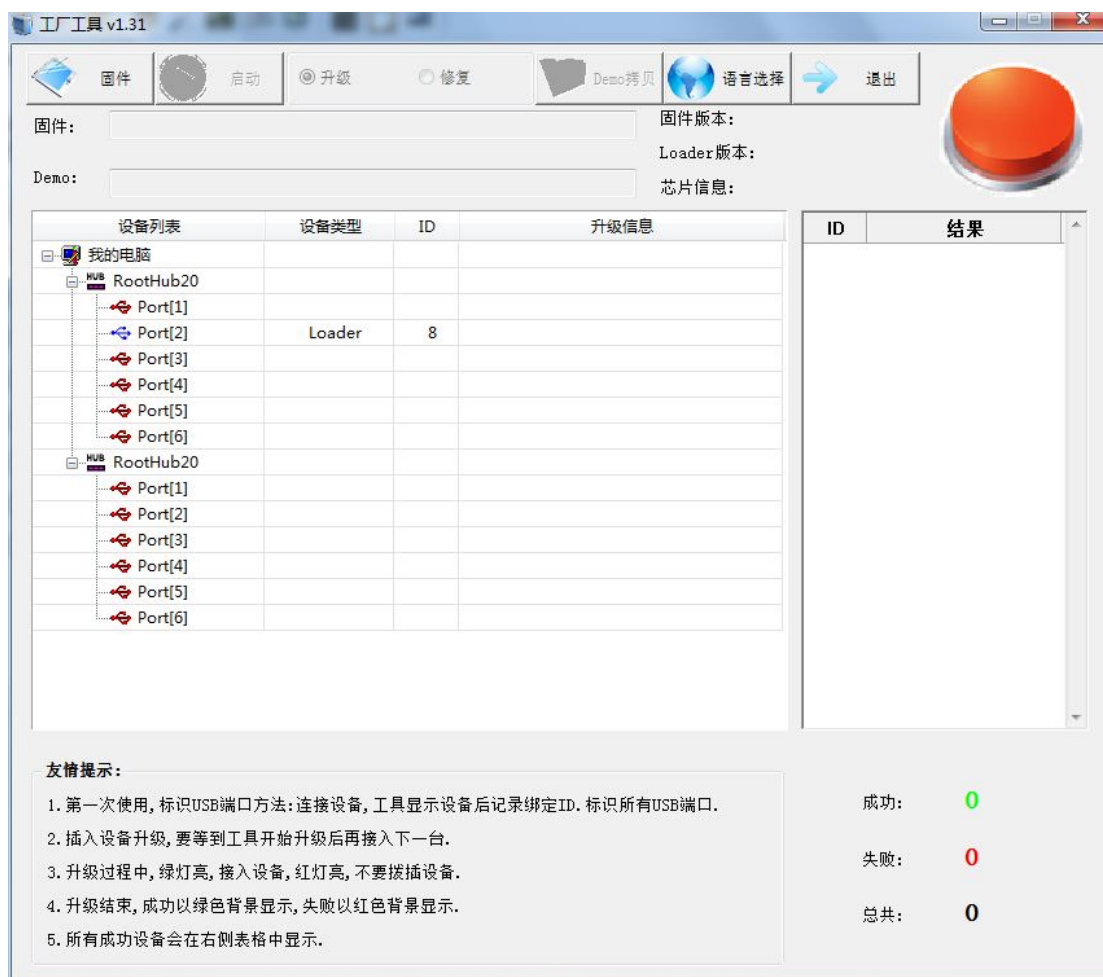 工厂工具 v1.31
固件 启动 升级 修复 Demo拷贝 语言选择 退出
固件: 固件版本:
Loader版本:
Demo: 芯片信息:
设备列表 设备类型 ID 升级信息 ID 结果
我的电脑
HUB RootHub20
Port[1]
Port[2] Loader 8
Port[3]
Port[4]
Port[5]
Port[6]
HUB RootHub20
Port[1]
Port[2]
Port[3]
Port[4]
Port[5]
Port[6]
友情提示:
1.第一次使用,标识USB端口方法:连接设备,工具显示设备后记录绑定ID.标识所有USB端口.
2.插入设备升级,要等到工具开始升级后再接入下一台.
3.升级过程中,绿灯亮,接入设备,红灯亮,不要拨插设备.
4.升级结束,成功以绿色背景显示,失败以红色背景显示.
5.所有成功设备会在右侧表格中显示.
成功: 0
失败: 0
总共: 0